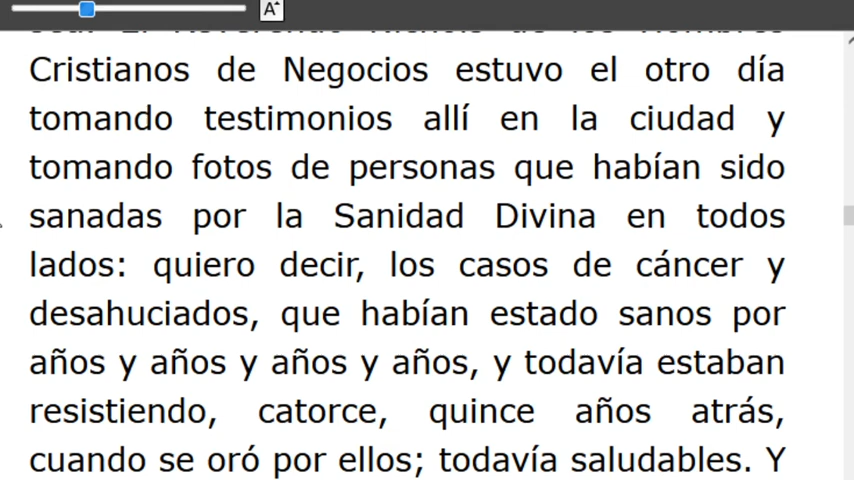 A
Cristianos de Negocios estuvo el otro día
tomando testimonios allí en la ciudad y
tomando fotos de personas que habían sido
sanadas por la Sanidad Divina en todos
lados: quiero decir, los casos de cáncer y
desahuciados, que habían estado sanos por
años y años y años y años, y todavía estaban
resistiendo, catorce, quince años atrás,
cuando se oró por ellos; todavía saludables. Y